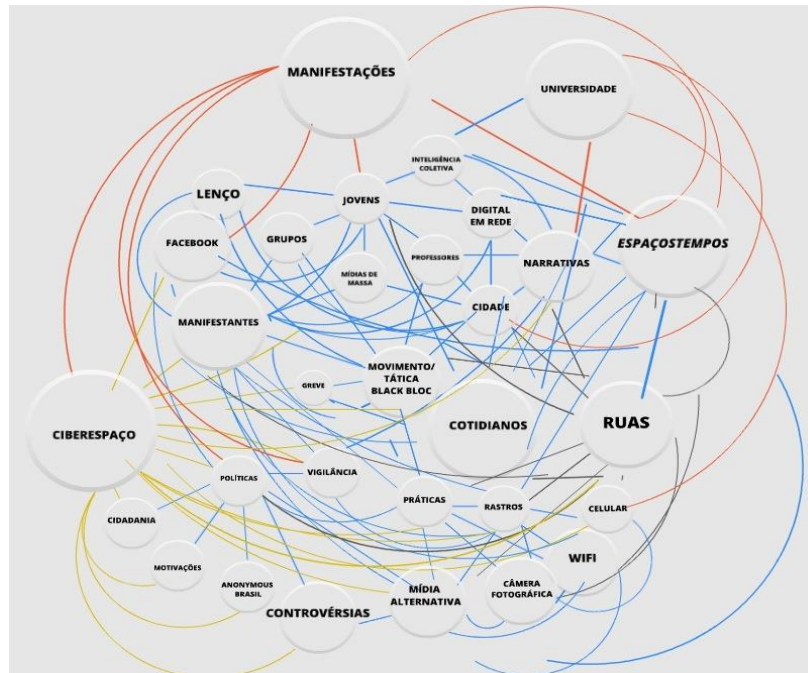 MANIFESTAÇÕES
UNIVERSIDADE
INTELIGÊNCIA
COLETIVA
LENÇO
JOVENS
DIGITAL
EM REDE
FACEBOOK
GRUPOS
PROFESSORES
NARRATIVAS
ESPAÇOSTEMPOS
MÍDIAS DE
MASSA
MANIFESTANTES
CIDADE
GREVE
MOVIMENTO/
TÁTICA
BLACK BLOC
COTIDIANOS
RUAS
CIBERESPAÇO
POLÍTICAS
VIGILÂNCIA
PRÁTICAS
RASTROS
CELULAR
CIDADANIA
MOTIVAÇÕES
ANONYMOUS
BRASIL
CONTROVÉRSIAS
MÍDIA
ALTERNATIVA
CÂMERA
FOTOGRÁFICA
WIFI